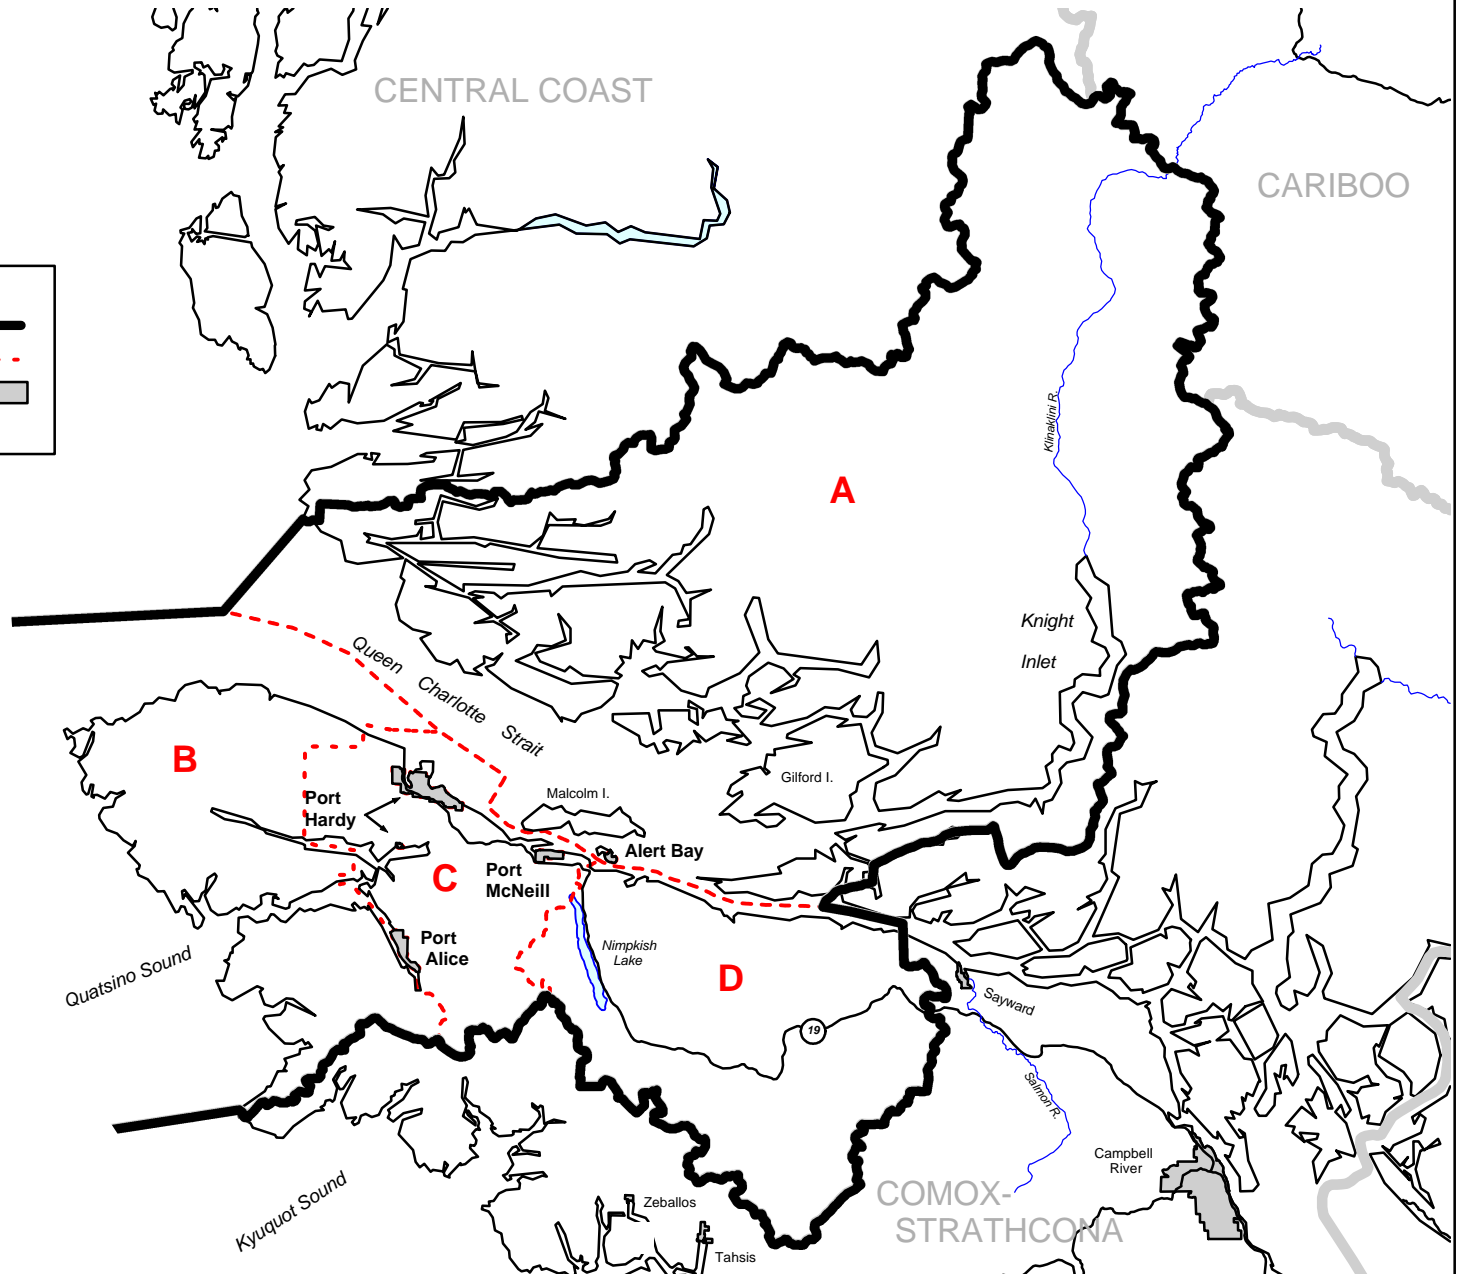 CENTRAL COAST
CARIBOO
Klinaklini R.
A
Knight
Inlet
Queen
Charlotte
Strait
B
Gilford I.
Malcolm I.
Port
Hardy
Alert Bay
Port
McNeill
C
Port
Alice
Nimpkish
Lake
D
Quatsino Sound
Sayward
19
Salmon R.
Campbell
River
Kyuquot Sound
COMOX-
STRATHCONA
Zeballos
Tahsis